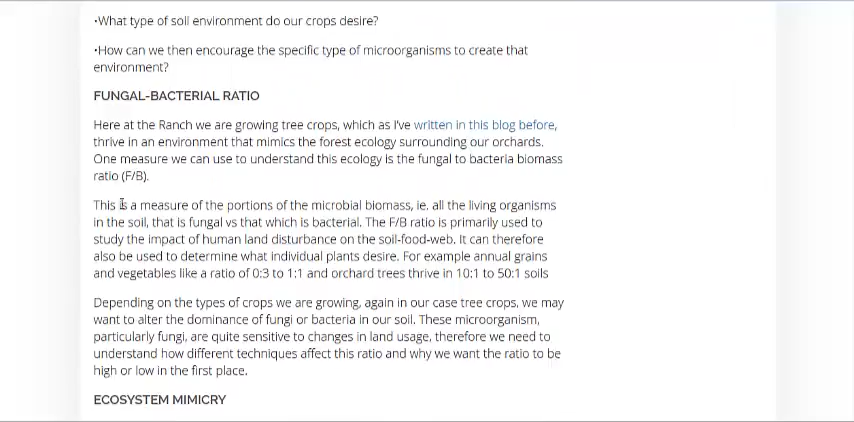 •What type of soil environment do our crops desire?
•How can we then encourage the specific type of microorganisms to create that
environment?
FUNGAL-BACTERIAL RATIO
Here at the Ranch we are growing tree crops, which as I've written in this blog before,
thrive in an environment that mimics the forest ecology surrounding our orchards.
One measure we can use to understand this ecology is the fungal to bacteria biomass
ratio (F/B).
This is a measure of the portions of the microbial biomass, ie. all the living organisms
in the soil, that is fungal vs that which is bacterial. The F/B ratio is primarily used to
study the impact of human land disturbance on the soil-food-web. It can therefore
also be used to determine what individual plants desire. For example annual grains
and vegetables like a ratio of 0:3 to 1:1 and orchard trees thrive in 10:1 to 50:1 soils
Depending on the types of crops we are growing, again in our case tree crops, we may
want to alter the dominance of fungi or bacteria in our soil. These microorganism,
particularly fungi, are quite sensitive to changes in land usage, therefore we need to
understand how different techniques affect this ratio and why we want the ratio to be
high or low in the first place.
ECOSYSTEM MIMICRY